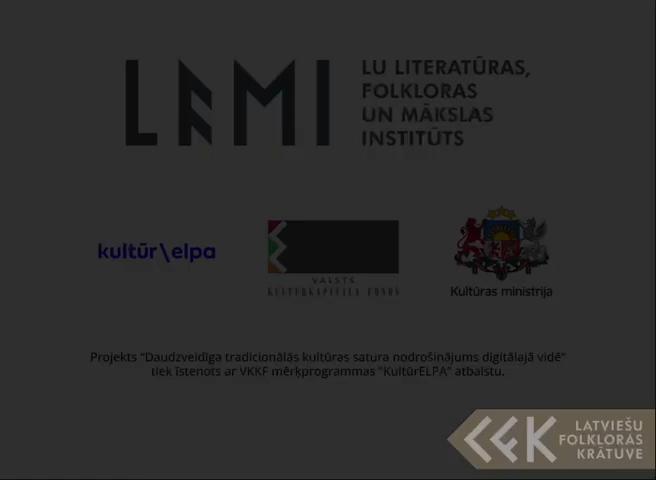 LFMI
LU LITERATŪRAS,
FOLKLORAS
UN MĀKSLAS
INSTITŪTS
kultūr\elpa
VALSTS
KULTŪRKAPITĀLA FONDS
Kultūras ministrija
Projekts “Daudzveidīga tradicionālās kultūras satura nodrošinājums digitālajā vidē”
tiek īstenots ar VKKF mērķprogrammas “KultūrELPA” atbalstu.
LFK
LATVIEŠU
FOLKLORAS
KRĀTUVE